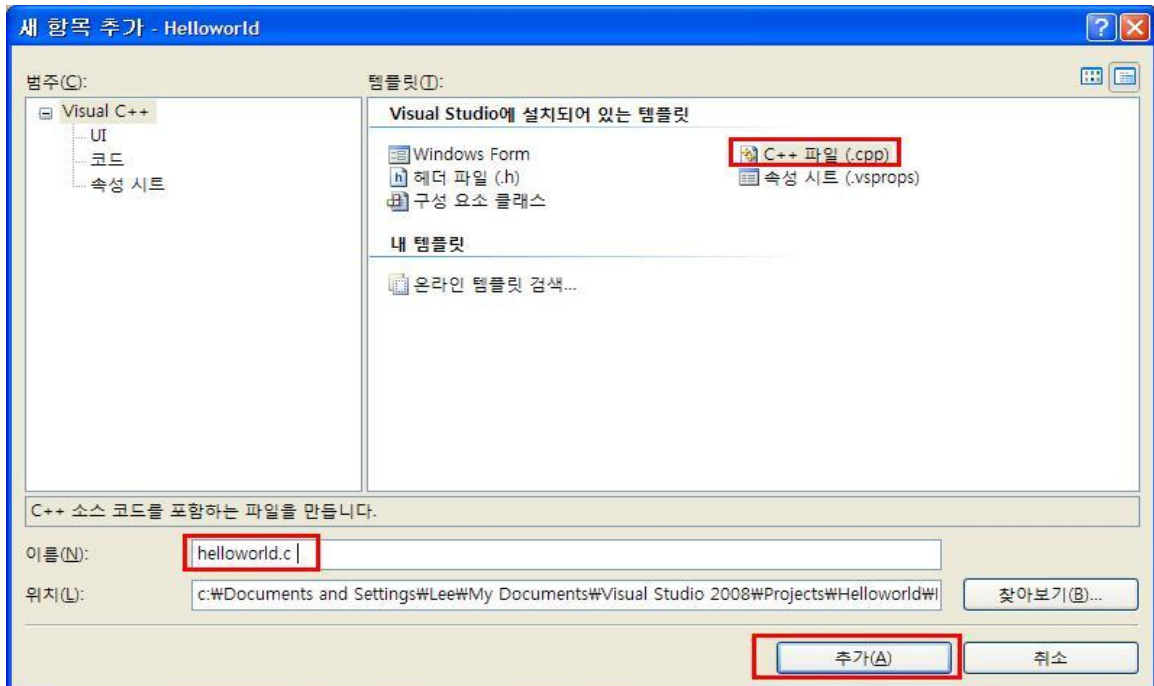 새 항목 추가 - Helloworld
범주(C):
템플릿(T):
Visual C++
UI
코드
속성 시트
Visual Studio에 설치되어 있는 템플릿
Windows Form
C++ 파일 (.cpp)
헤더 파일 (.h)
속성 시트 (.vsprops)
구성 요소 클래스
내 템플릿
온라인 템플릿 검색...
C++ 소스 코드를 포함하는 파일을 만듭니다.
이름(N):
helloworld.c
위치(L):
c:₩Documents and Settings₩Lee₩My Documents₩Visual Studio 2008₩Projects₩Helloworld₩
찾아보기(B)...
추가(A)
취소